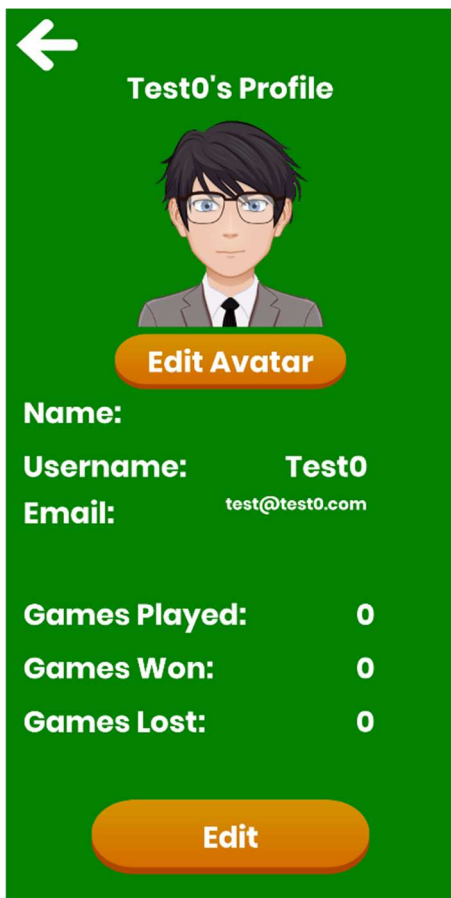 Test0's Profile
Edit Avatar
Name:
Username: Test0
Email: test@test0.com
Games Played: 0
Games Won: 0
Games Lost: 0
Edit